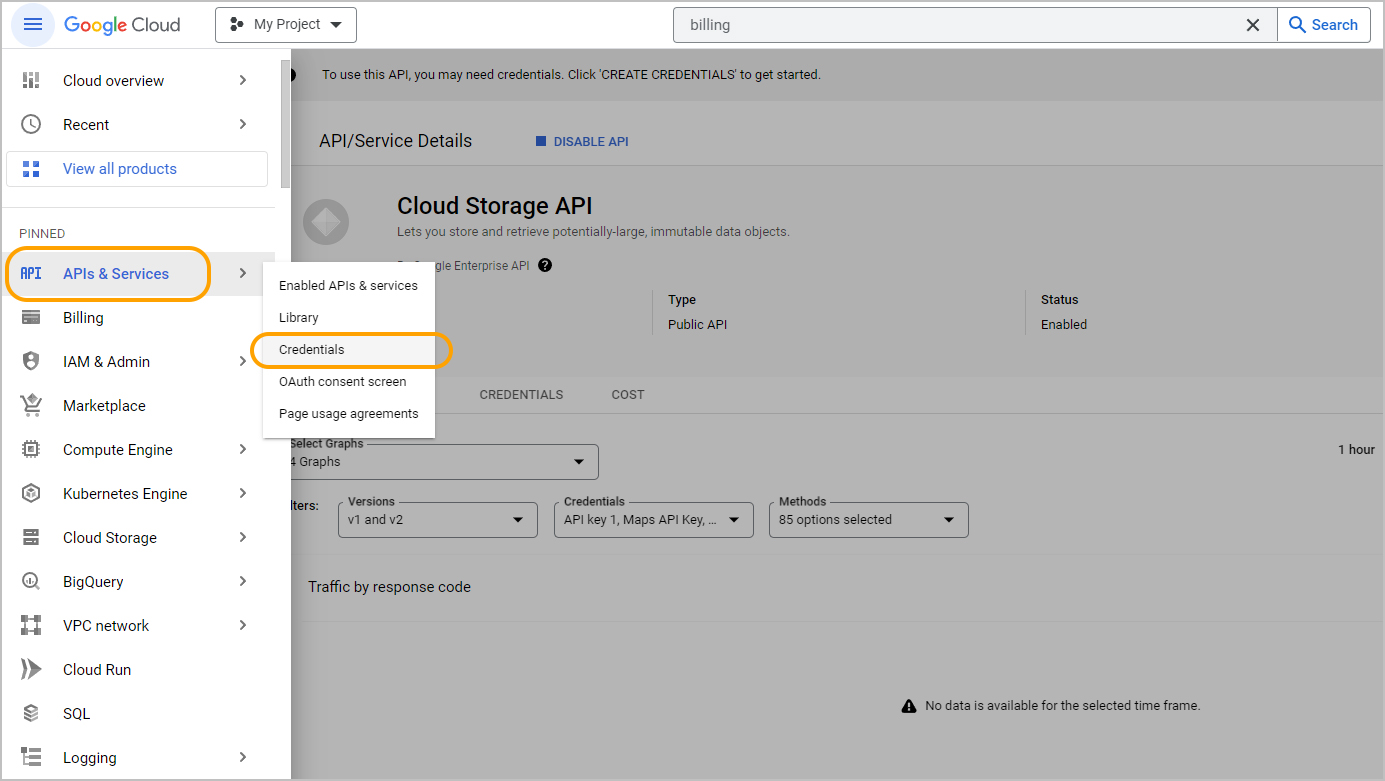 Google Cloud
My Project
billing
Search
Cloud overview
Recent
View all products
PINNED
API APIs & Services
Billing
IAM & Admin
Marketplace
Compute Engine
Kubernetes Engine
Cloud Storage
BigQuery
VPC network
Cloud Run
SQL
Logging
Enabled APIs & services
Library
Credentials
OAuth consent screen
Page usage agreements
To use this API, you may need credentials. Click 'CREATE CREDENTIALS' to get started.
API/Service Details
DISABLE API
Cloud Storage API
Lets you store and retrieve potentially-large, immutable data objects.
Enterprise API
Type
Public API
Status
Enabled
CREDENTIALS
COST
Select Graphs
4 Graphs
1 hour
lters:
Versions
v1 and v2
Credentials
API key 1, Maps API Key, ...
Methods
85 options selected
Traffic by response code
No data is available for the selected time frame.